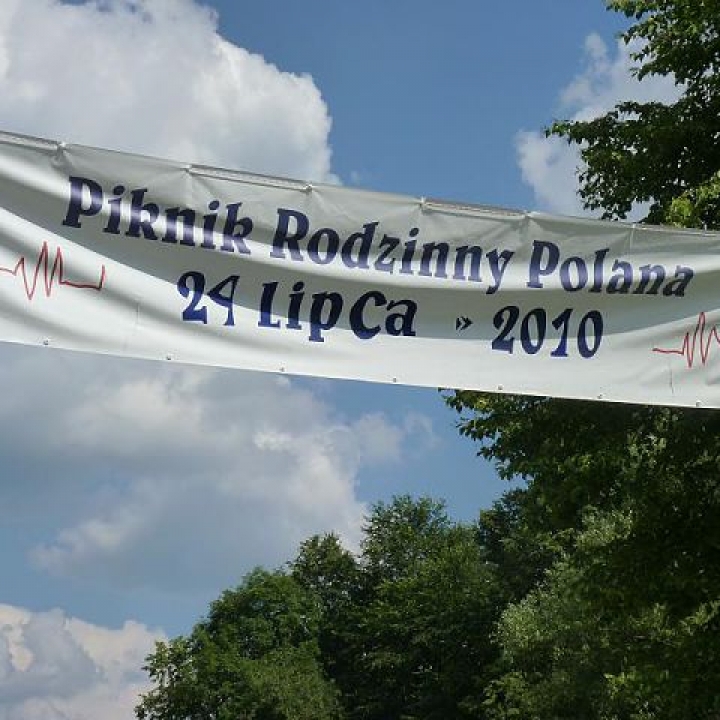 Piknik Rodzinny Polana
24 Lipca » 2010